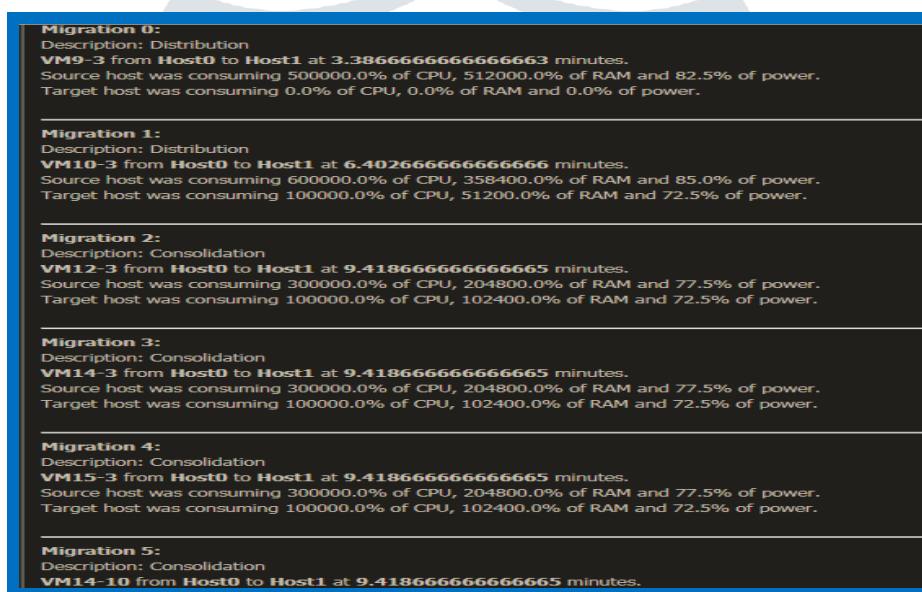 Migration 0:
Description: Distribution
VM9-3 from Host0 to Host1 at 3.3866666666666663 minutes.
Source host was consuming 500000.0% of CPU, 512000.0% of RAM and 82.5% of power.
Target host was consuming 0.0% of CPU, 0.0% of RAM and 0.0% of power.
Migration 1:
Description: Distribution
VM10-3 from Host0 to Host1 at 6.402666666666666 minutes.
Source host was consuming 600000.0% of CPU, 358400.0% of RAM and 85.0% of power.
Target host was consuming 100000.0% of CPU, 51200.0% of RAM and 72.5% of power.
Migration 2:
Description: Consolidation
VM12-3 from Host0 to Host1 at 9.418666666666665 minutes.
Source host was consuming 300000.0% of CPU, 204800.0% of RAM and 77.5% of power.
Target host was consuming 100000.0% of CPU, 102400.0% of RAM and 72.5% of power.
Migration 3:
Description: Consolidation
VM14-3 from Host0 to Host1 at 9.418666666666665 minutes.
Source host was consuming 300000.0% of CPU, 204800.0% of RAM and 77.5% of power.
Target host was consuming 100000.0% of CPU, 102400.0% of RAM and 72.5% of power.
Migration 4:
Description: Consolidation
VM15-3 from Host0 to Host1 at 9.418666666666665 minutes.
Source host was consuming 300000.0% of CPU, 204800.0% of RAM and 77.5% of power.
Target host was consuming 100000.0% of CPU, 102400.0% of RAM and 72.5% of power.
Migration 5:
Description: Consolidation
VM14-10 from Host0 to Host1 at 9.418666666666665 minutes.